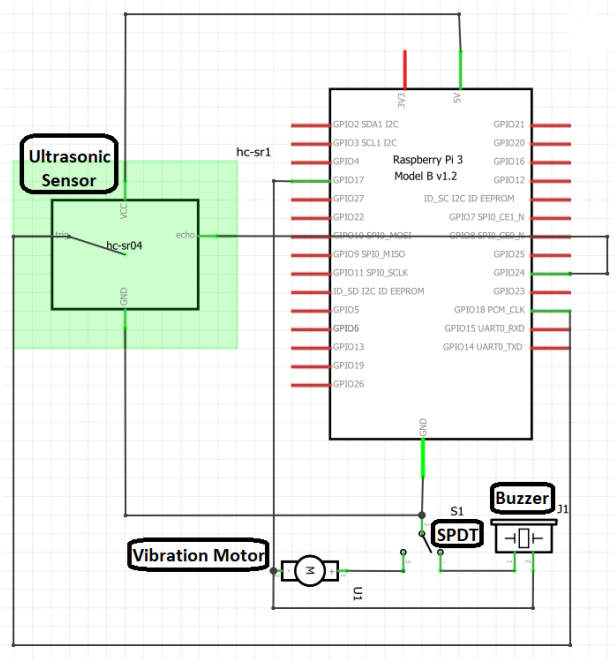 Ultrasonic
Sensor
hc-sr1
VCC
trig
hc-sr04
echo
GND
3V3
5V
Raspberry Pi 3
Model B v1.2
GPIO2 SDA1 I2C
GPIO3 SCL1 I2C
GPIO4
GPIO17
GPIO27
GPIO22
GPIO10 SPI0_MOSI
GPIO9 SPI0_MISO
GPIO11 SPI0_SCLK
ID_SD I2C ID EEPROM
GPIO5
GPIO6
GPIO13
GPIO19
GPIO26
GPIO21
GPIO20
GPIO16
GPIO12
ID_SC I2C ID EEPROM
GPIO7 SPI0_CE1_N
GPIO8 SPI0_CE0_N
GPIO25
GPIO24
GPIO23
GPIO18 PCM_CLK
GPIO15 UART0_RXD
GPIO14 UART0_TXD
GND
S1
SPDT
Buzzer
J1
1
2
Vibration Motor
-
M
+
U1